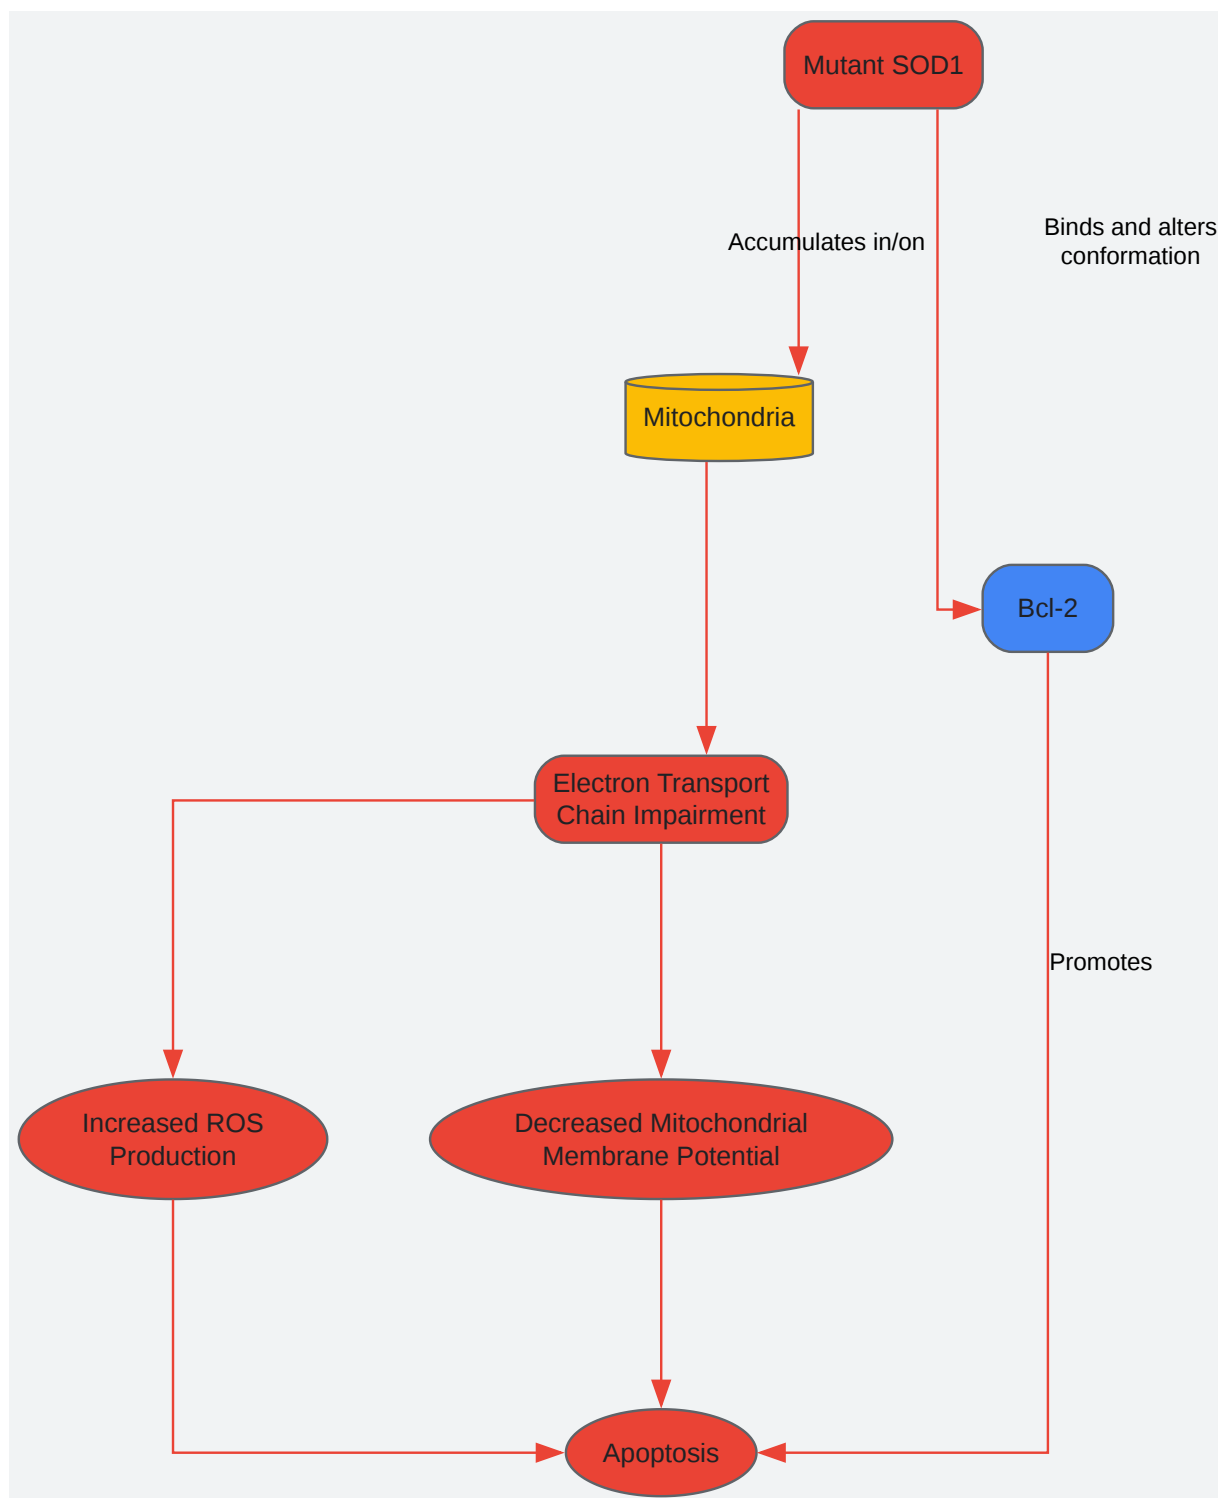 Mutant SOD1
Accumulates in/on
Binds and alters
conformation
Mitochondria
Bcl-2
Electron Transport
Chain Impairment
Promotes
Increased ROS
Production
Decreased Mitochondrial
Membrane Potential
Apoptosis